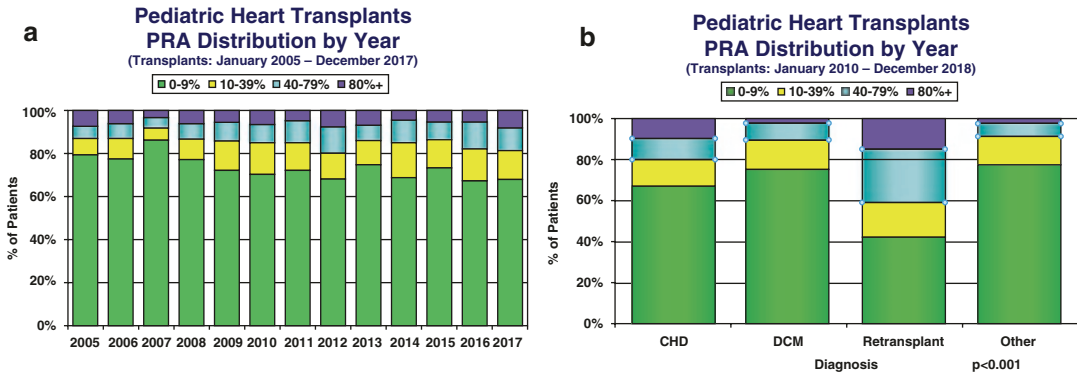 a
Pediatric Heart Transplants
PRA Distribution by Year
(Transplants: January 2005 – December 2017)
0-9% 10-39% 40-79% 80%+
% of Patients
100%
80%
60%
40%
20%
0%
2005 2006 2007 2008 2009 2010 2011 2012 2013 2014 2015 2016 2017
b
Pediatric Heart Transplants
PRA Distribution by Year
(Transplants: January 2010 – December 2018)
0-9% 10-39% 40-79% 80%+
% of Patients
100%
80%
60%
40%
20%
0%
CHD DCM Retransplant Other
Diagnosis p<0.001